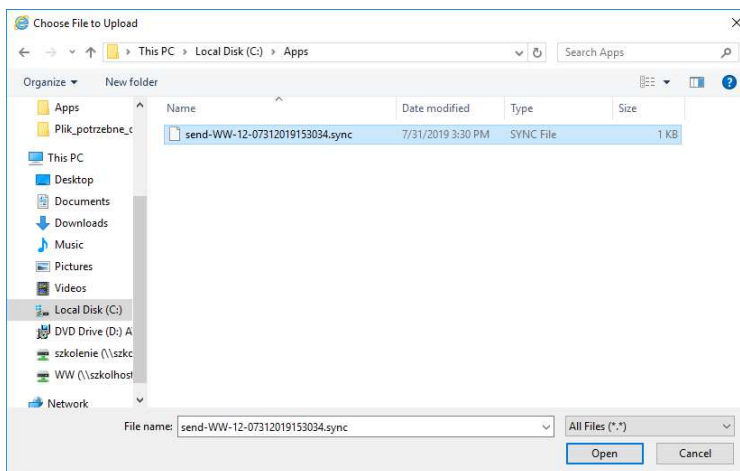 Choose File to Upload
This PC > Local Disk (C:) > Apps
Search Apps
Organize
New folder
Name
Date modified
Type
Size
send-WW-12-07312019153034.sync
7/31/2019 3:30 PM
SYNC File
1 KB
Apps
Plik_potrzebne_c
This PC
Desktop
Documents
Downloads
Music
Pictures
Videos
Local Disk (C:)
DVD Drive (D:) A
szkolenie (\\szkc
WW (\\szkolhost
Network
File name: send-WW-12-07312019153034.sync
All Files (*.*)
Open
Cancel